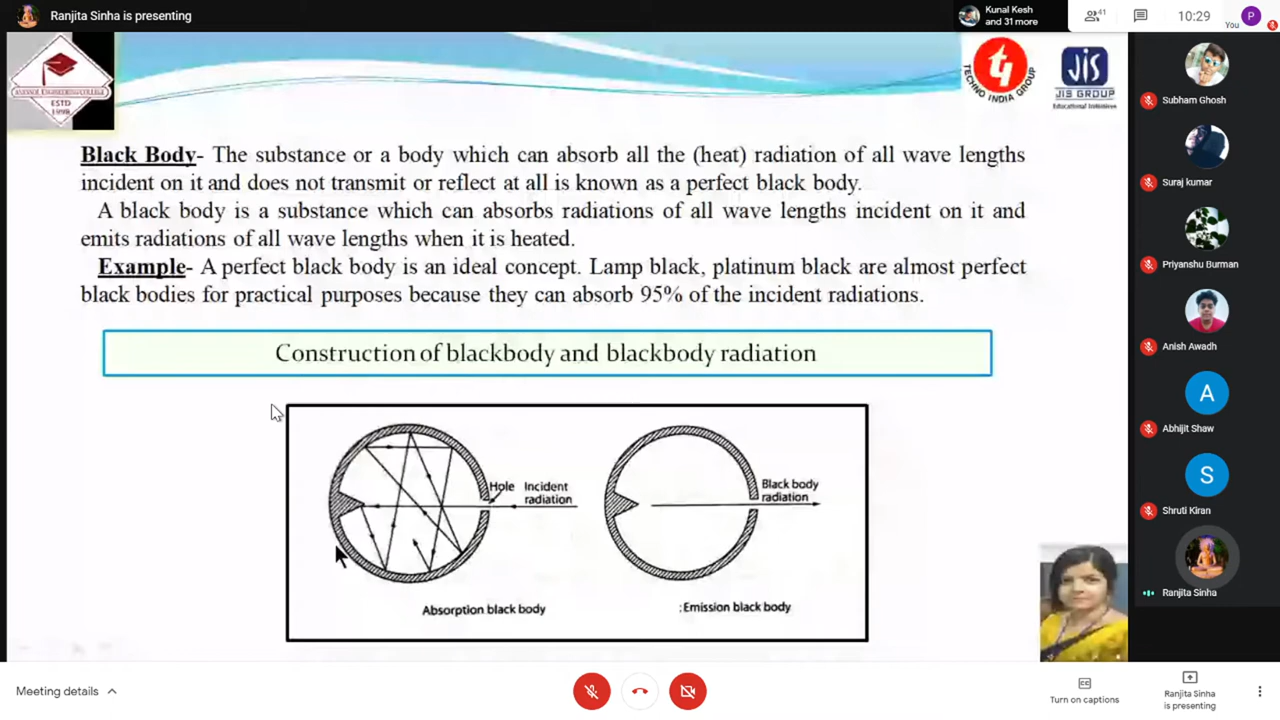 Ranjita Sinha is presenting
Kunal Kesh
and 31 more
41
10:29
You
P
ESTD
1998
TECHNO INDIA GROUP
JIS
JIS GROUP
Educational Initiatives
Black Body- The substance or a body which can absorb all the (heat) radiation of all wave lengths
incident on it and does not transmit or reflect at all is known as a perfect black body.
A black body is a substance which can absorbs radiations of all wave lengths incident on it and
emits radiations of all wave lengths when it is heated.
Example- A perfect black body is an ideal concept. Lamp black, platinum black are almost perfect
black bodies for practical purposes because they can absorb 95% of the incident radiations.
Construction of blackbody and blackbody radiation
Hole Incident
radiation
Black body
radiation
Absorption black body
:Emission black body
Subham Ghosh
Suraj kumar
Priyanshu Burman
Anish Awadh
A
Abhijit Shaw
S
Shruti Kiran
Ranjita Sinha
Meeting details
Turn on captions
Ranjita Sinha
is presenting